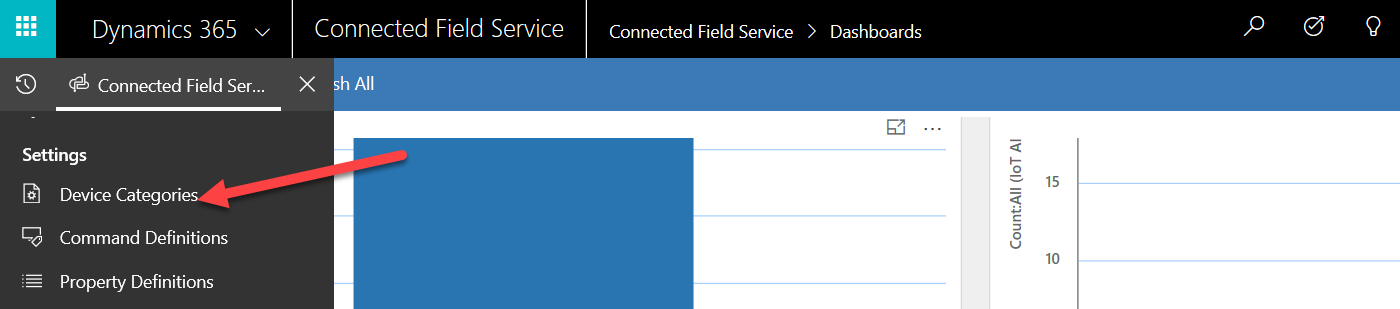 Dynamics 365
Connected Field Service
Connected Field Service > Dashboards
Connected Field Ser...
sh All
Settings
Device Categories
Command Definitions
Property Definitions
Count:All (IoT Al
15
10